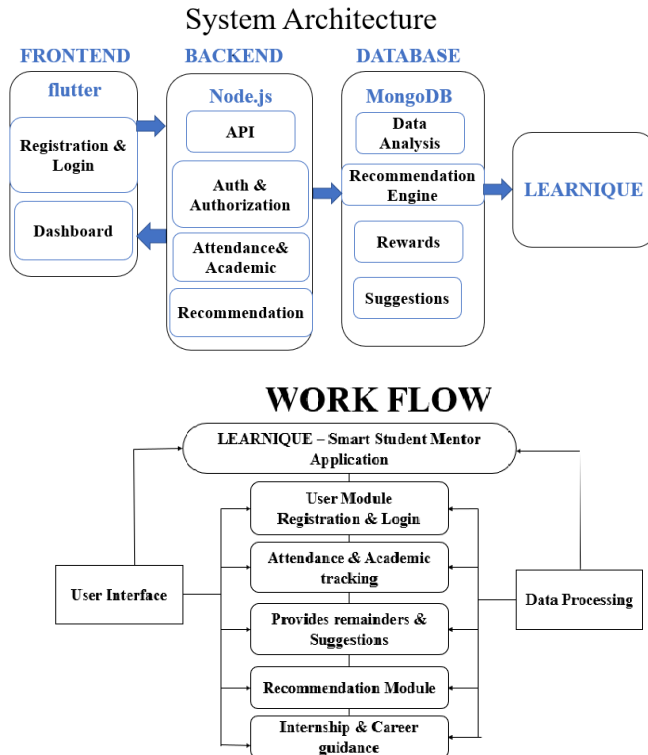 System Architecture
FRONTEND
BACKEND
DATABASE
flutter
Registration &
Login
Dashboard
Node.js
API
Auth &
Authorization
Attendance&
Academic
Recommendation
MongoDB
Data
Analysis
Recommendation
Engine
Rewards
Suggestions
LEARNIQUE
WORK FLOW
LEARNIQUE – Smart Student Mentor
Application
User Module
Registration & Login
Attendance & Academic
tracking
User Interface
Data Processing
Provides remainders &
Suggestions
Recommendation Module
Internship & Career
guidance